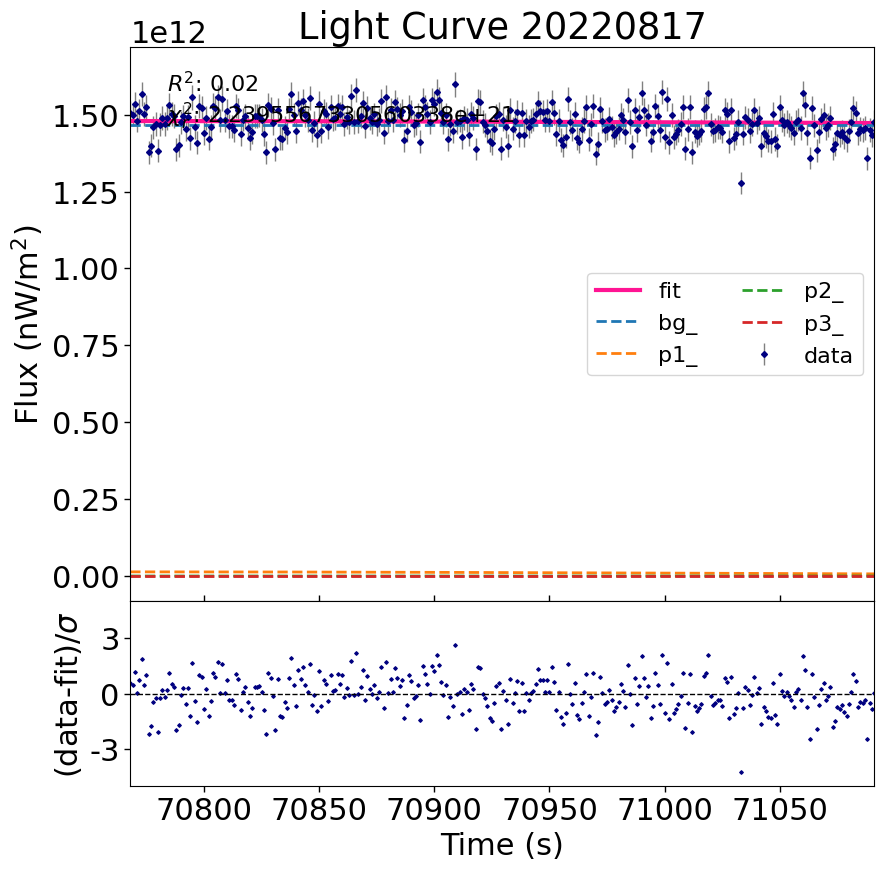 Light Curve 20220817
1e12
R²: 0.02
1.50
1.25
1.00
0.75
0.50
0.25
0.00
Flux (nW/m²)
fit
bg_
p1_
p2_
p3_
data
3
0
-3
(data-fit)/σ
70800 70850 70900 70950 71000 71050
Time (s)